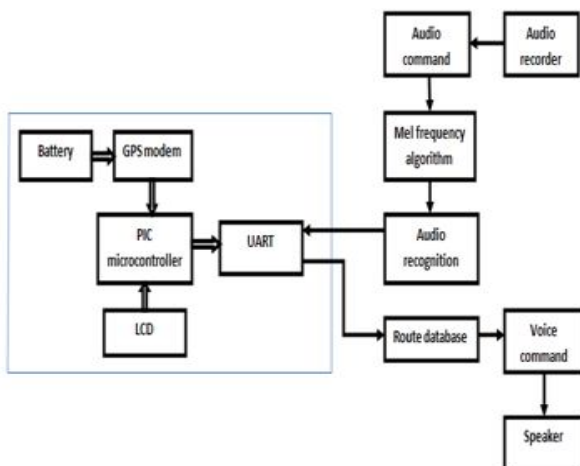 Audio
command
Audio
recorder
Mel frequency
algorithm
Battery
GPS modem
PIC
microcontroller
UART
Audio
recognition
LCD
Route database
Voice
command
Speaker